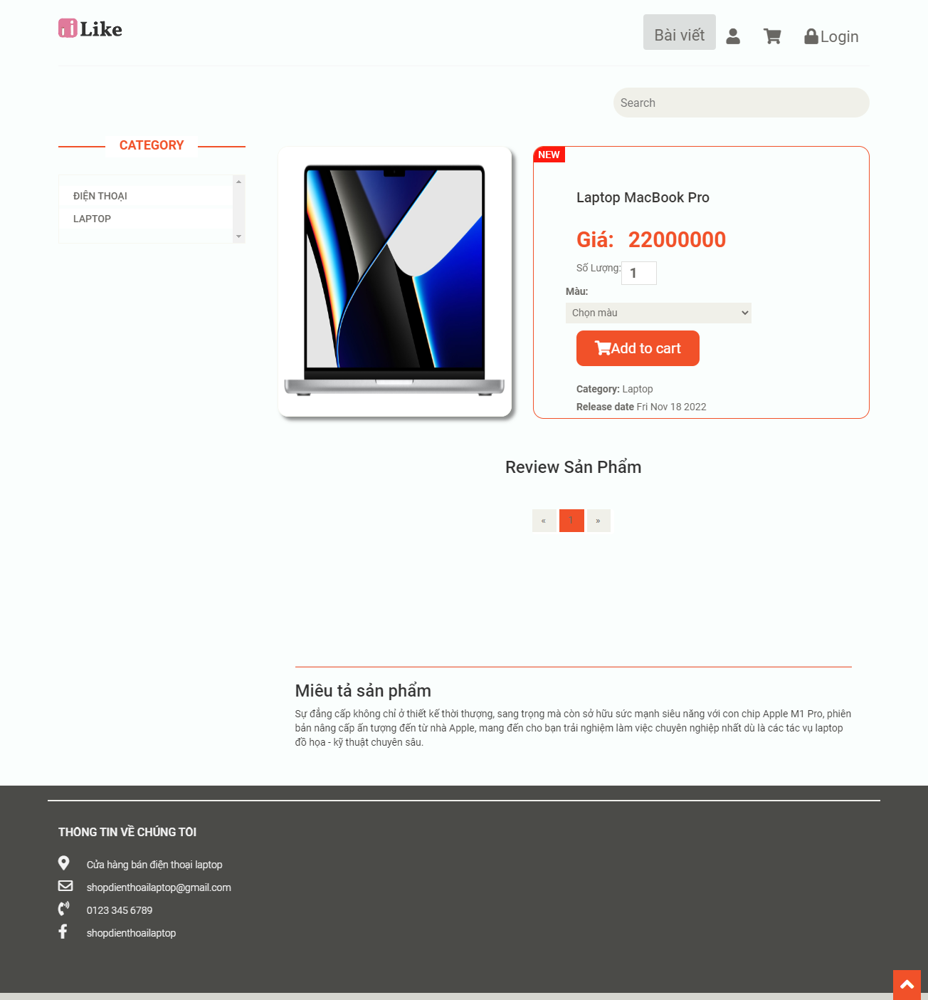 Like
Bài viết
Login
Search
CATEGORY
ĐIỆN THOẠI
LAPTOP
NEW
Laptop MacBook Pro
Giá: 22000000
Số Lượng: 1
Màu:
Chọn màu
Add to cart
Category: Laptop
Release date Fri Nov 18 2022
Review Sản Phẩm
« 1 »
Miêu tả sản phẩm
Sự đẳng cấp không chỉ ở thiết kế thời thượng, sang trọng mà còn sở hữu sức mạnh siêu năng với con chip Apple M1 Pro, phiên
bản nâng cấp ấn tượng đến từ nhà Apple, mang đến cho bạn trải nghiệm làm việc chuyên nghiệp nhất dù là các tác vụ laptop
đồ họa - kỹ thuật chuyên sâu.
THÔNG TIN VỀ CHÚNG TÔI
Cửa hàng bán điện thoại laptop
shopdienthoailaptop@gmail.com
0123 345 6789
shopdienthoailaptop